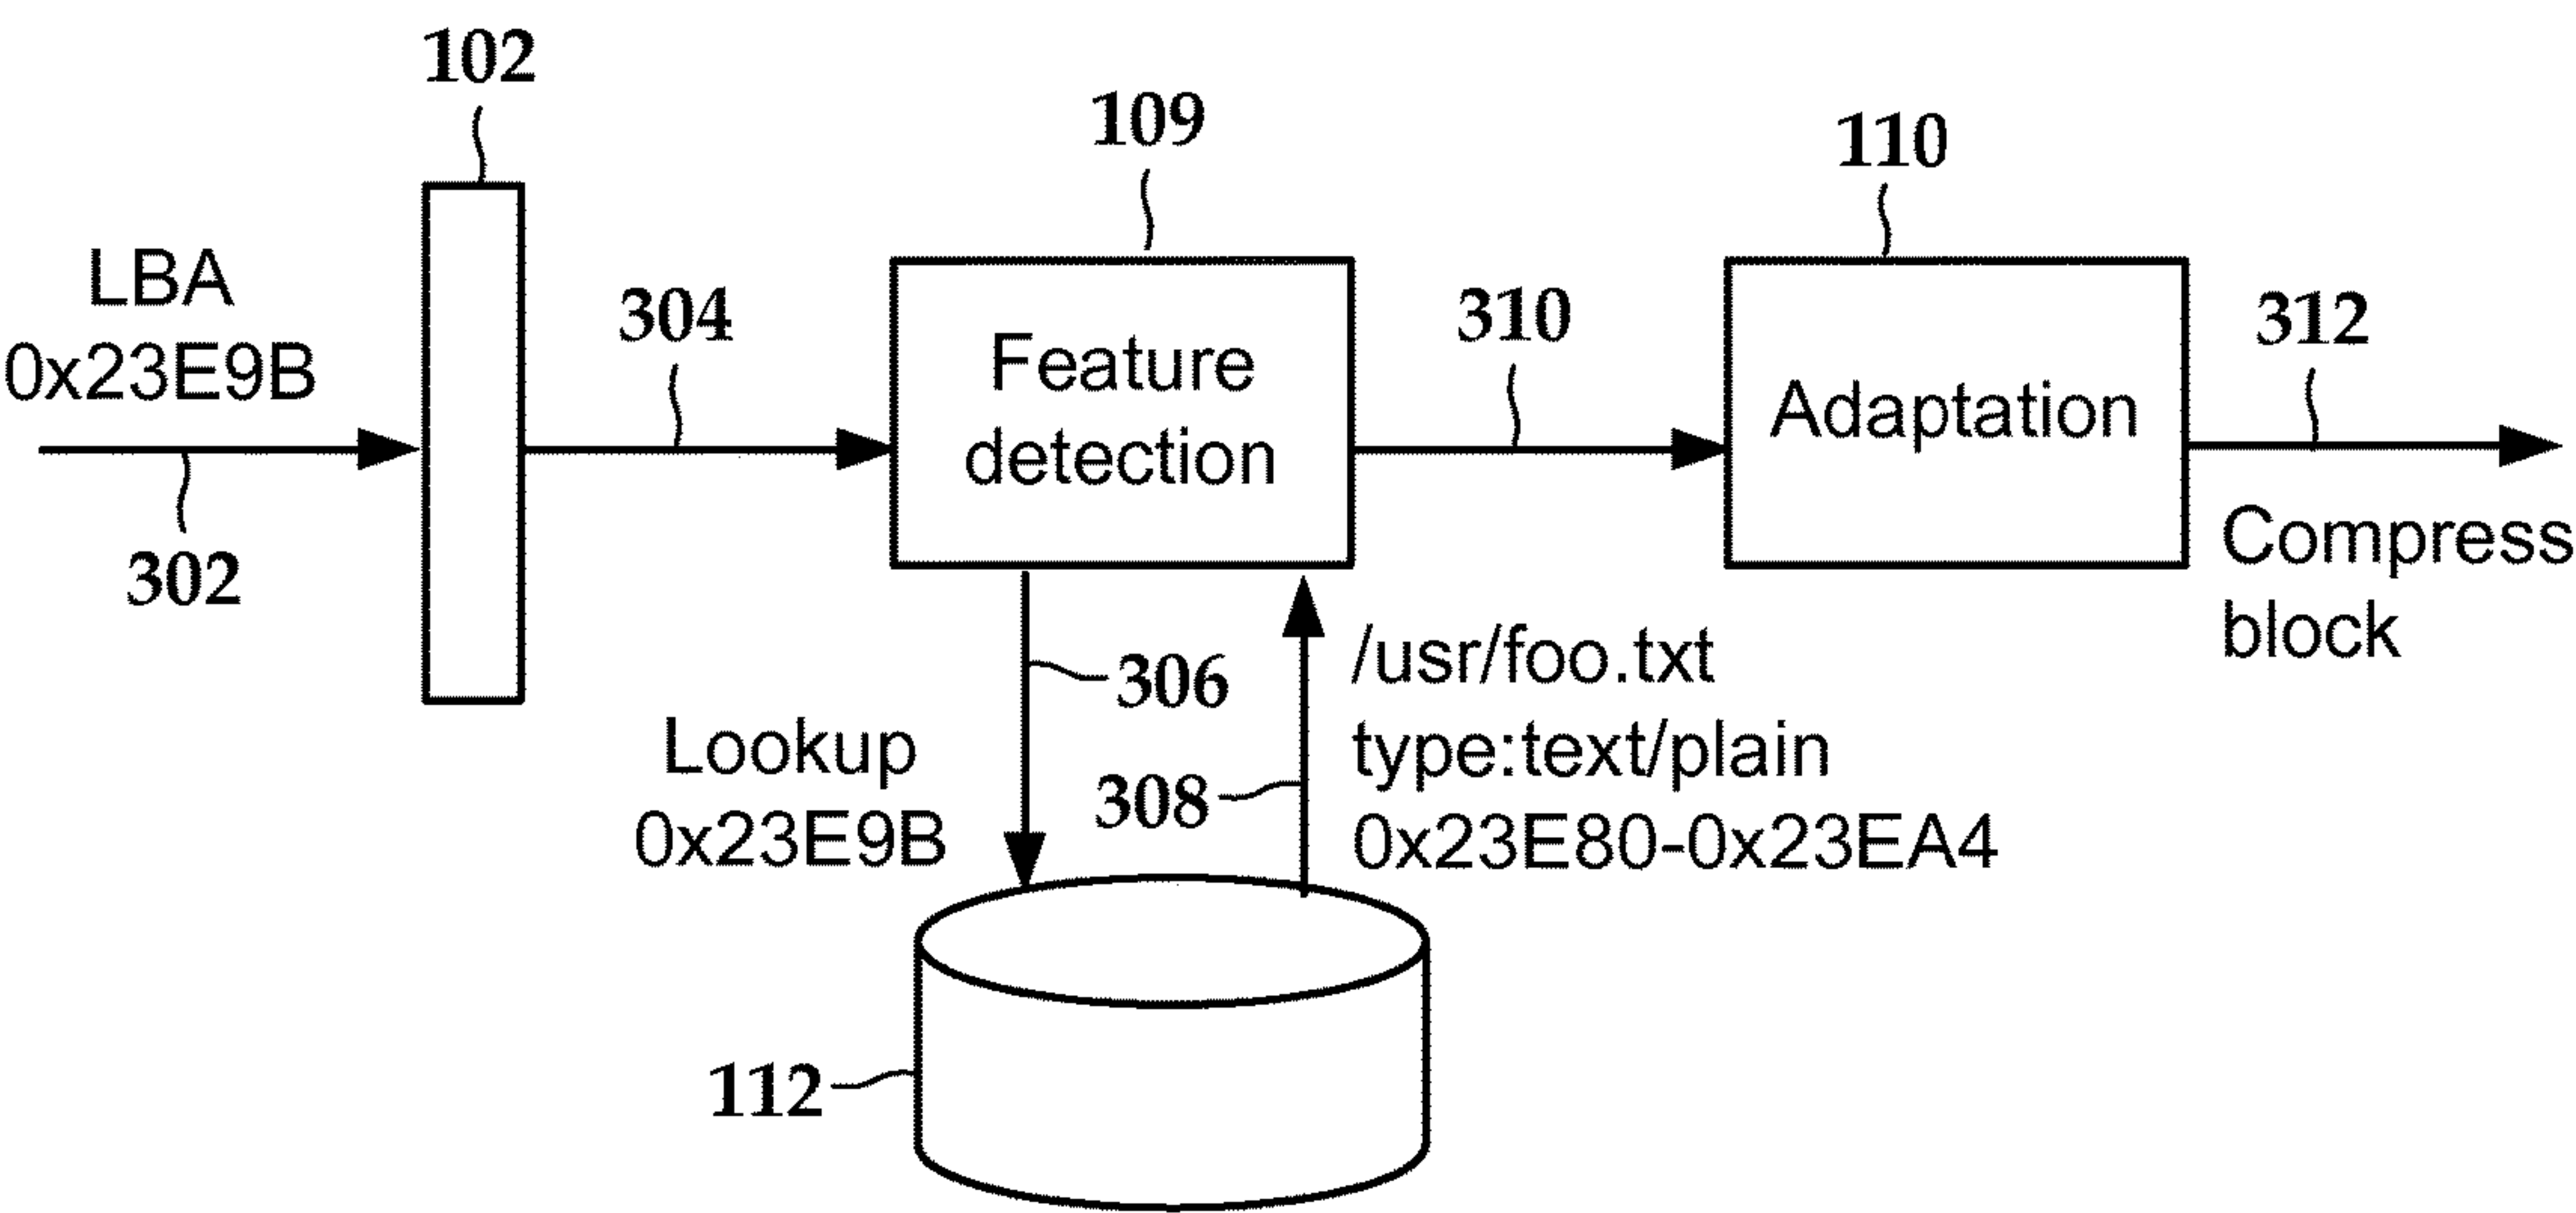 102
109
110
LBA
0x23E9B
304
310
312
Feature
detection
Adaptation
302
Compress
block
306
/usr/foo.txt
Lookup
type:text/plain
308
0x23E9B
0x23E80-0x23EA4
112